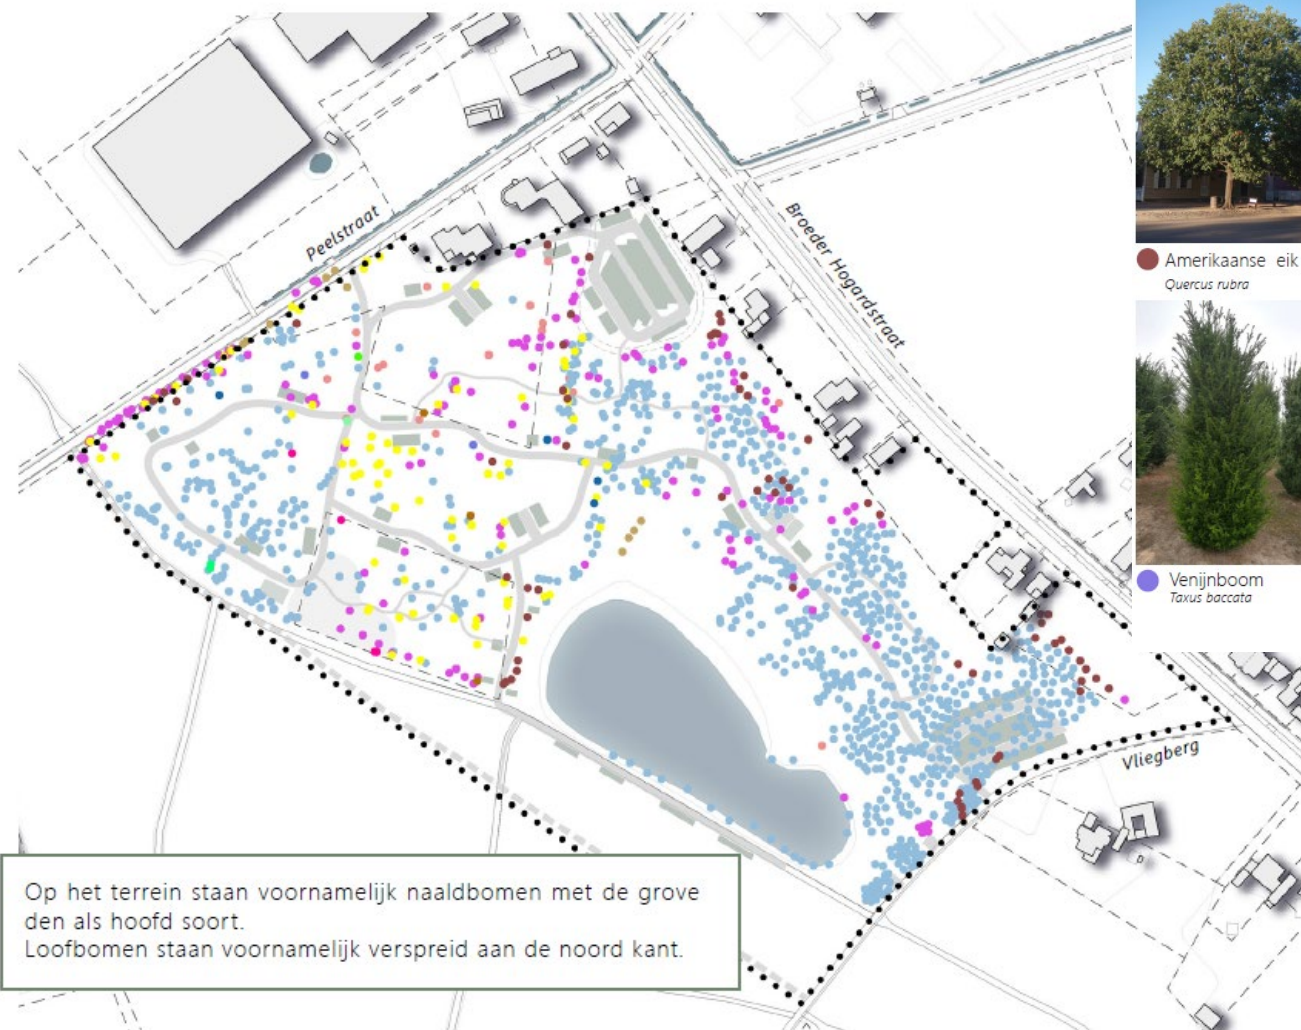 Peelstraat
Broeder Hogardstraat
Amerikaanse eik
Quercus rubra
Venijnboom
Taxus baccata
Vliegberg
Op het terrein staan voornamelijk naaldbomen met de grove
den als hoofd soort.
Loofbomen staan voornamelijk verspreid aan de noord kant.